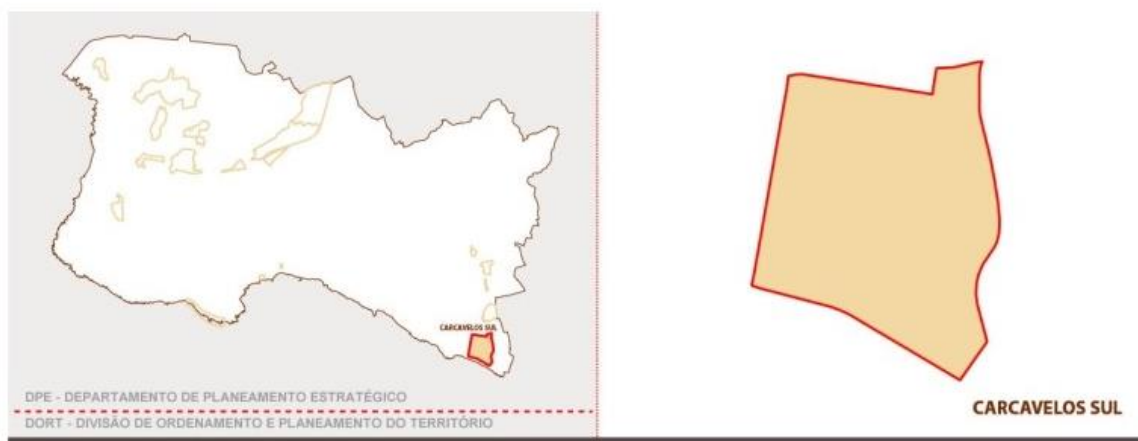 CARCAVELOS SUL
DPE - DEPARTAMENTO DE PLANEAMENTO ESTRATÉGICO
DORT - DIVISÃO DE ORDENAMENTO E PLANEAMENTO DO TERRITÓRIO
CARCAVELOS SUL